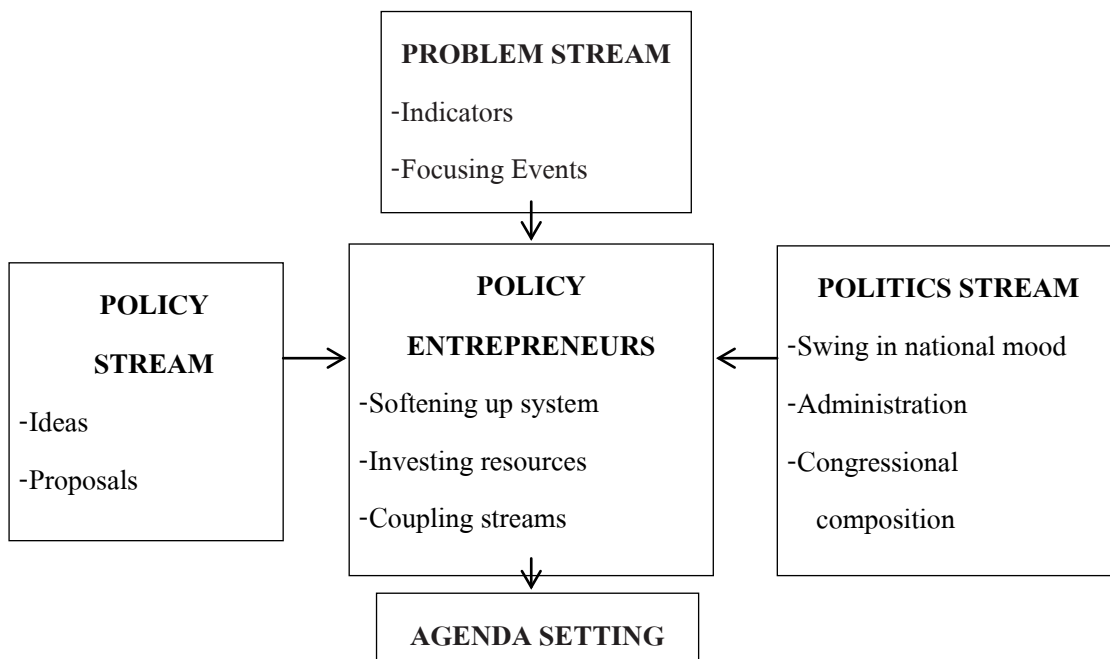 PROBLEM STREAM
-Indicators
-Focusing Events
POLICY
STREAM
-Ideas
-Proposals
POLICY
ENTREPRENEURS
-Softening up system
-Investing resources
-Coupling streams
POLITICS STREAM
-Swing in national mood
-Administration
-Congressional
composition
AGENDA SETTING